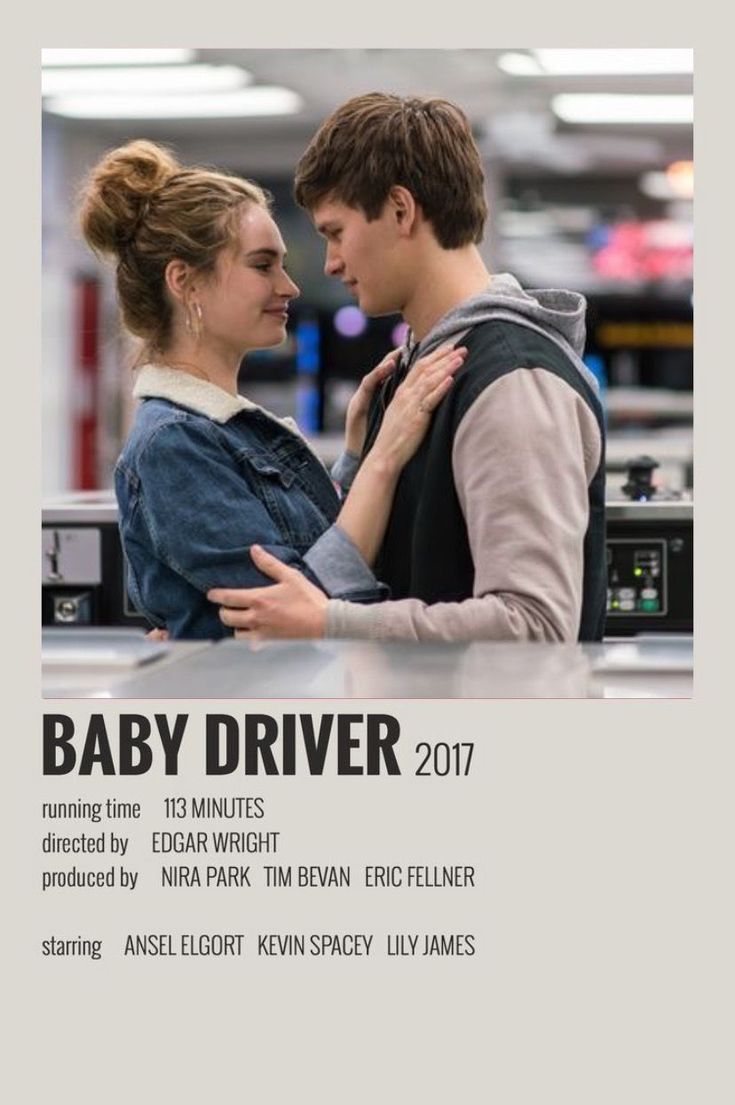 BABY DRIVER 2017
running time 113 MINUTES
directed by EDGAR WRIGHT
produced by NIRA PARK TIM BEVAN ERIC FELLNER
starring ANSEL ELGORT KEVIN SPACEY LILY JAMES